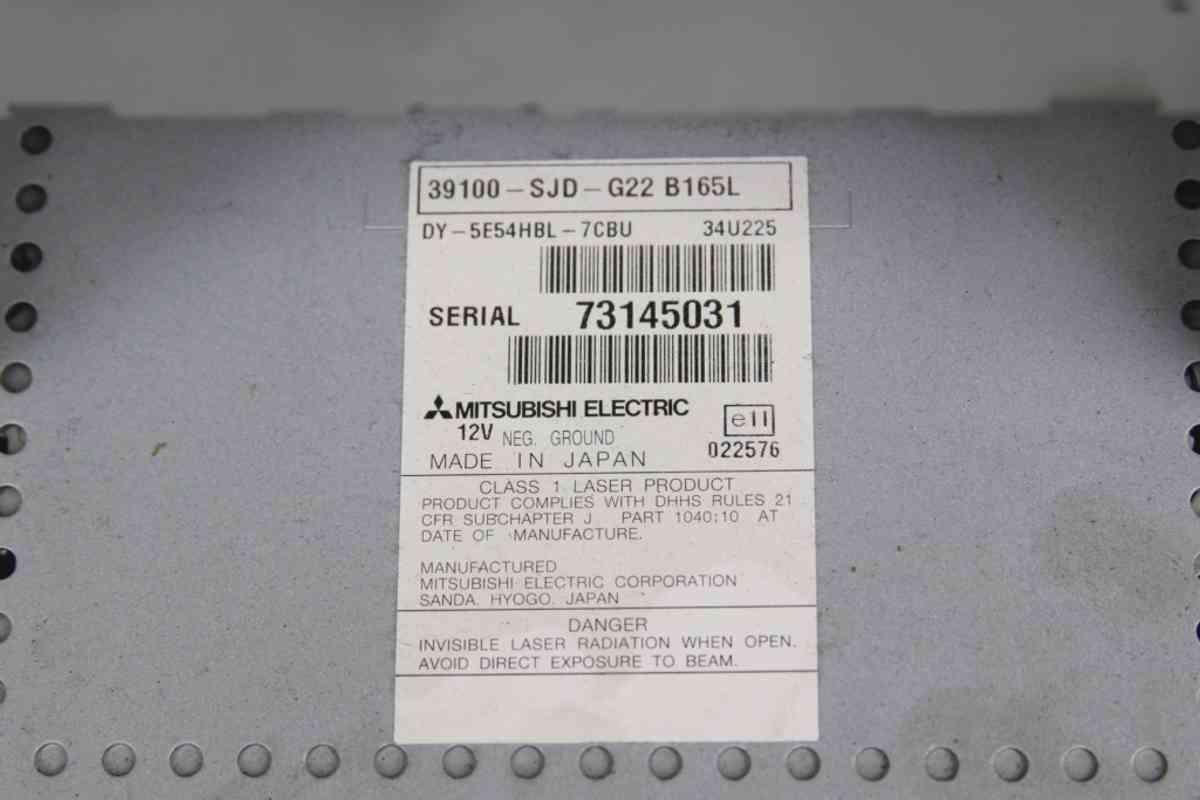 39100-SJD-G22 B165L
DY-5E54HBL-7CBU 34U225
SERIAL 73145031
MITSUBISHI ELECTRIC
12V NEG. GROUND e11
MADE IN JAPAN 022576
CLASS 1 LASER PRODUCT
PRODUCT COMPLIES WITH DHHS RULES 21
CFR SUBCHAPTER J PART 1040:10 AT
DATE OF MANUFACTURE.
MANUFACTURED
MITSUBISHI ELECTRIC CORPORATION
SANDA. HYOGO. JAPAN
DANGER
INVISIBLE LASER RADIATION WHEN OPEN.
AVOID DIRECT EXPOSURE TO BEAM.